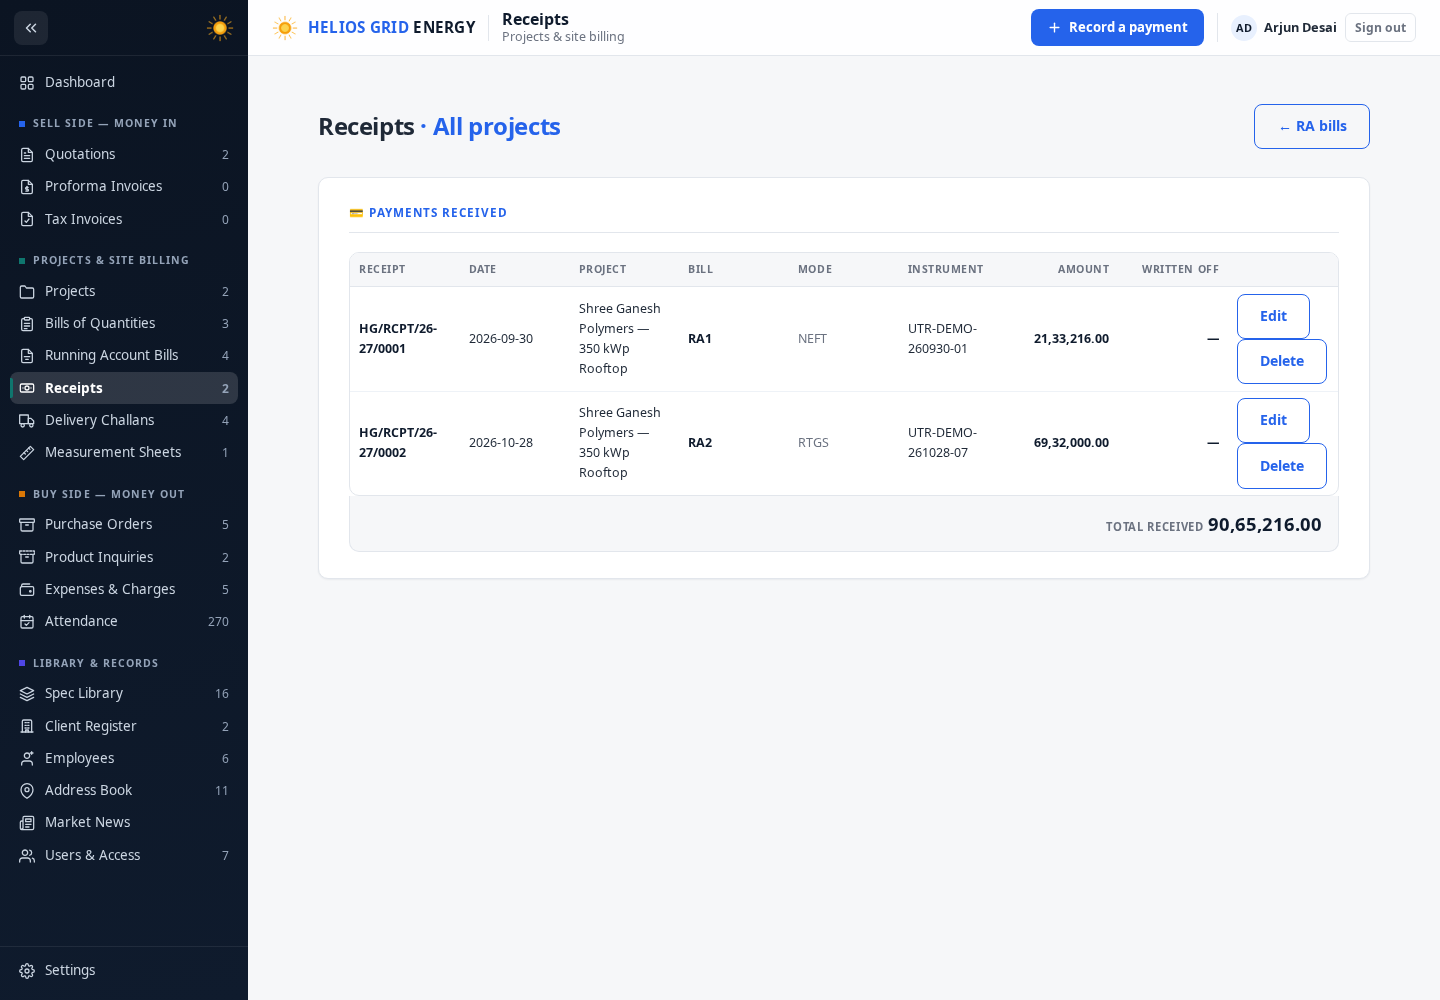 HELIOS GRID ENERGY
Receipts
Projects & site billing
Record a payment
AD
Arjun Desai
Sign out
Dashboard
SELL SIDE — MONEY IN
Quotations 2
Proforma Invoices 0
Tax Invoices 0
PROJECTS & SITE BILLING
Projects 2
Bills of Quantities 3
Running Account Bills 4
Receipts 2
Delivery Challans 4
Measurement Sheets 1
BUY SIDE — MONEY OUT
Purchase Orders 5
Product Inquiries 2
Expenses & Charges 5
Attendance 270
LIBRARY & RECORDS
Spec Library 16
Client Register 2
Employees 6
Address Book 11
Market News
Users & Access 7
Settings
Receipts · All projects
← RA bills
PAYMENTS RECEIVED
RECEIPT DATE PROJECT BILL MODE INSTRUMENT AMOUNT WRITTEN OFF
HG/RCPT/26-
27/0001
2026-09-30
Shree Ganesh
Polymers —
350 kWp
Rooftop
RA1
NEFT
UTR-DEMO-
260930-01
21,33,216.00
—
Edit
Delete
HG/RCPT/26-
27/0002
2026-10-28
Shree Ganesh
Polymers —
350 kWp
Rooftop
RA2
RTGS
UTR-DEMO-
261028-07
69,32,000.00
—
Edit
Delete
TOTAL RECEIVED 90,65,216.00